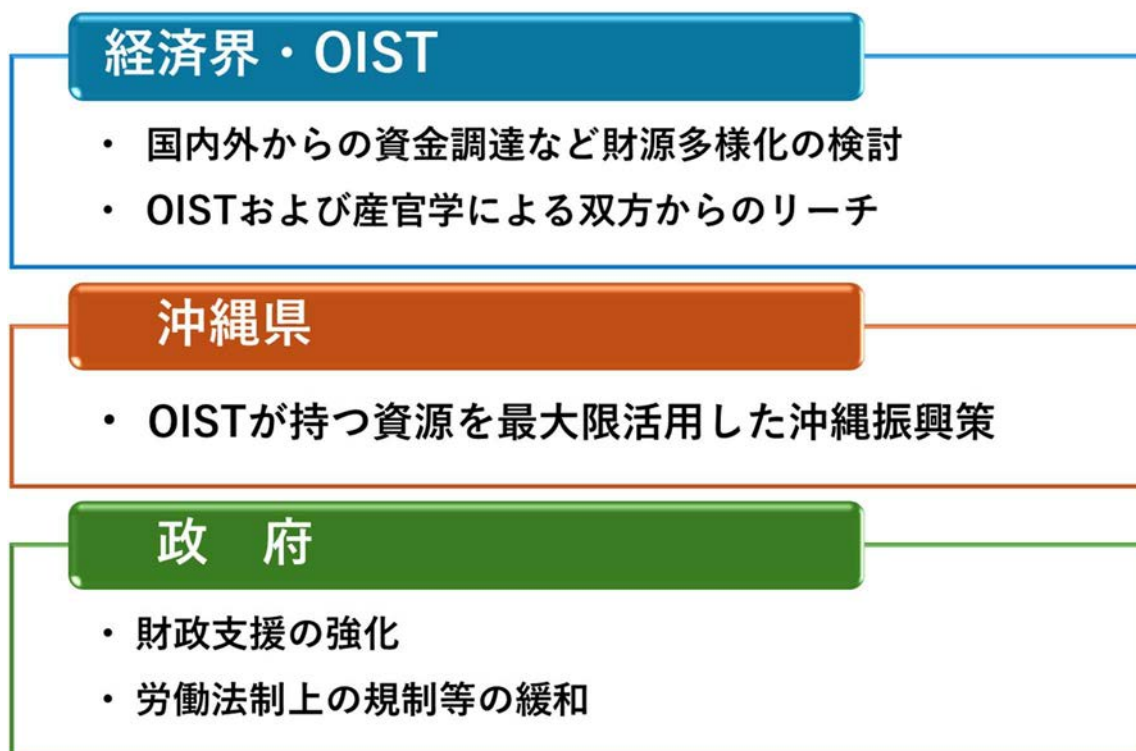 経済界・OIST
・ 国内外からの資金調達など財源多様化の検討
・ OISTおよび産官学による双方からのリーチ
沖縄県
・ OISTが持つ資源を最大限活用した沖縄振興策
政　府
・ 財政支援の強化
・ 労働法制上の規制等の緩和